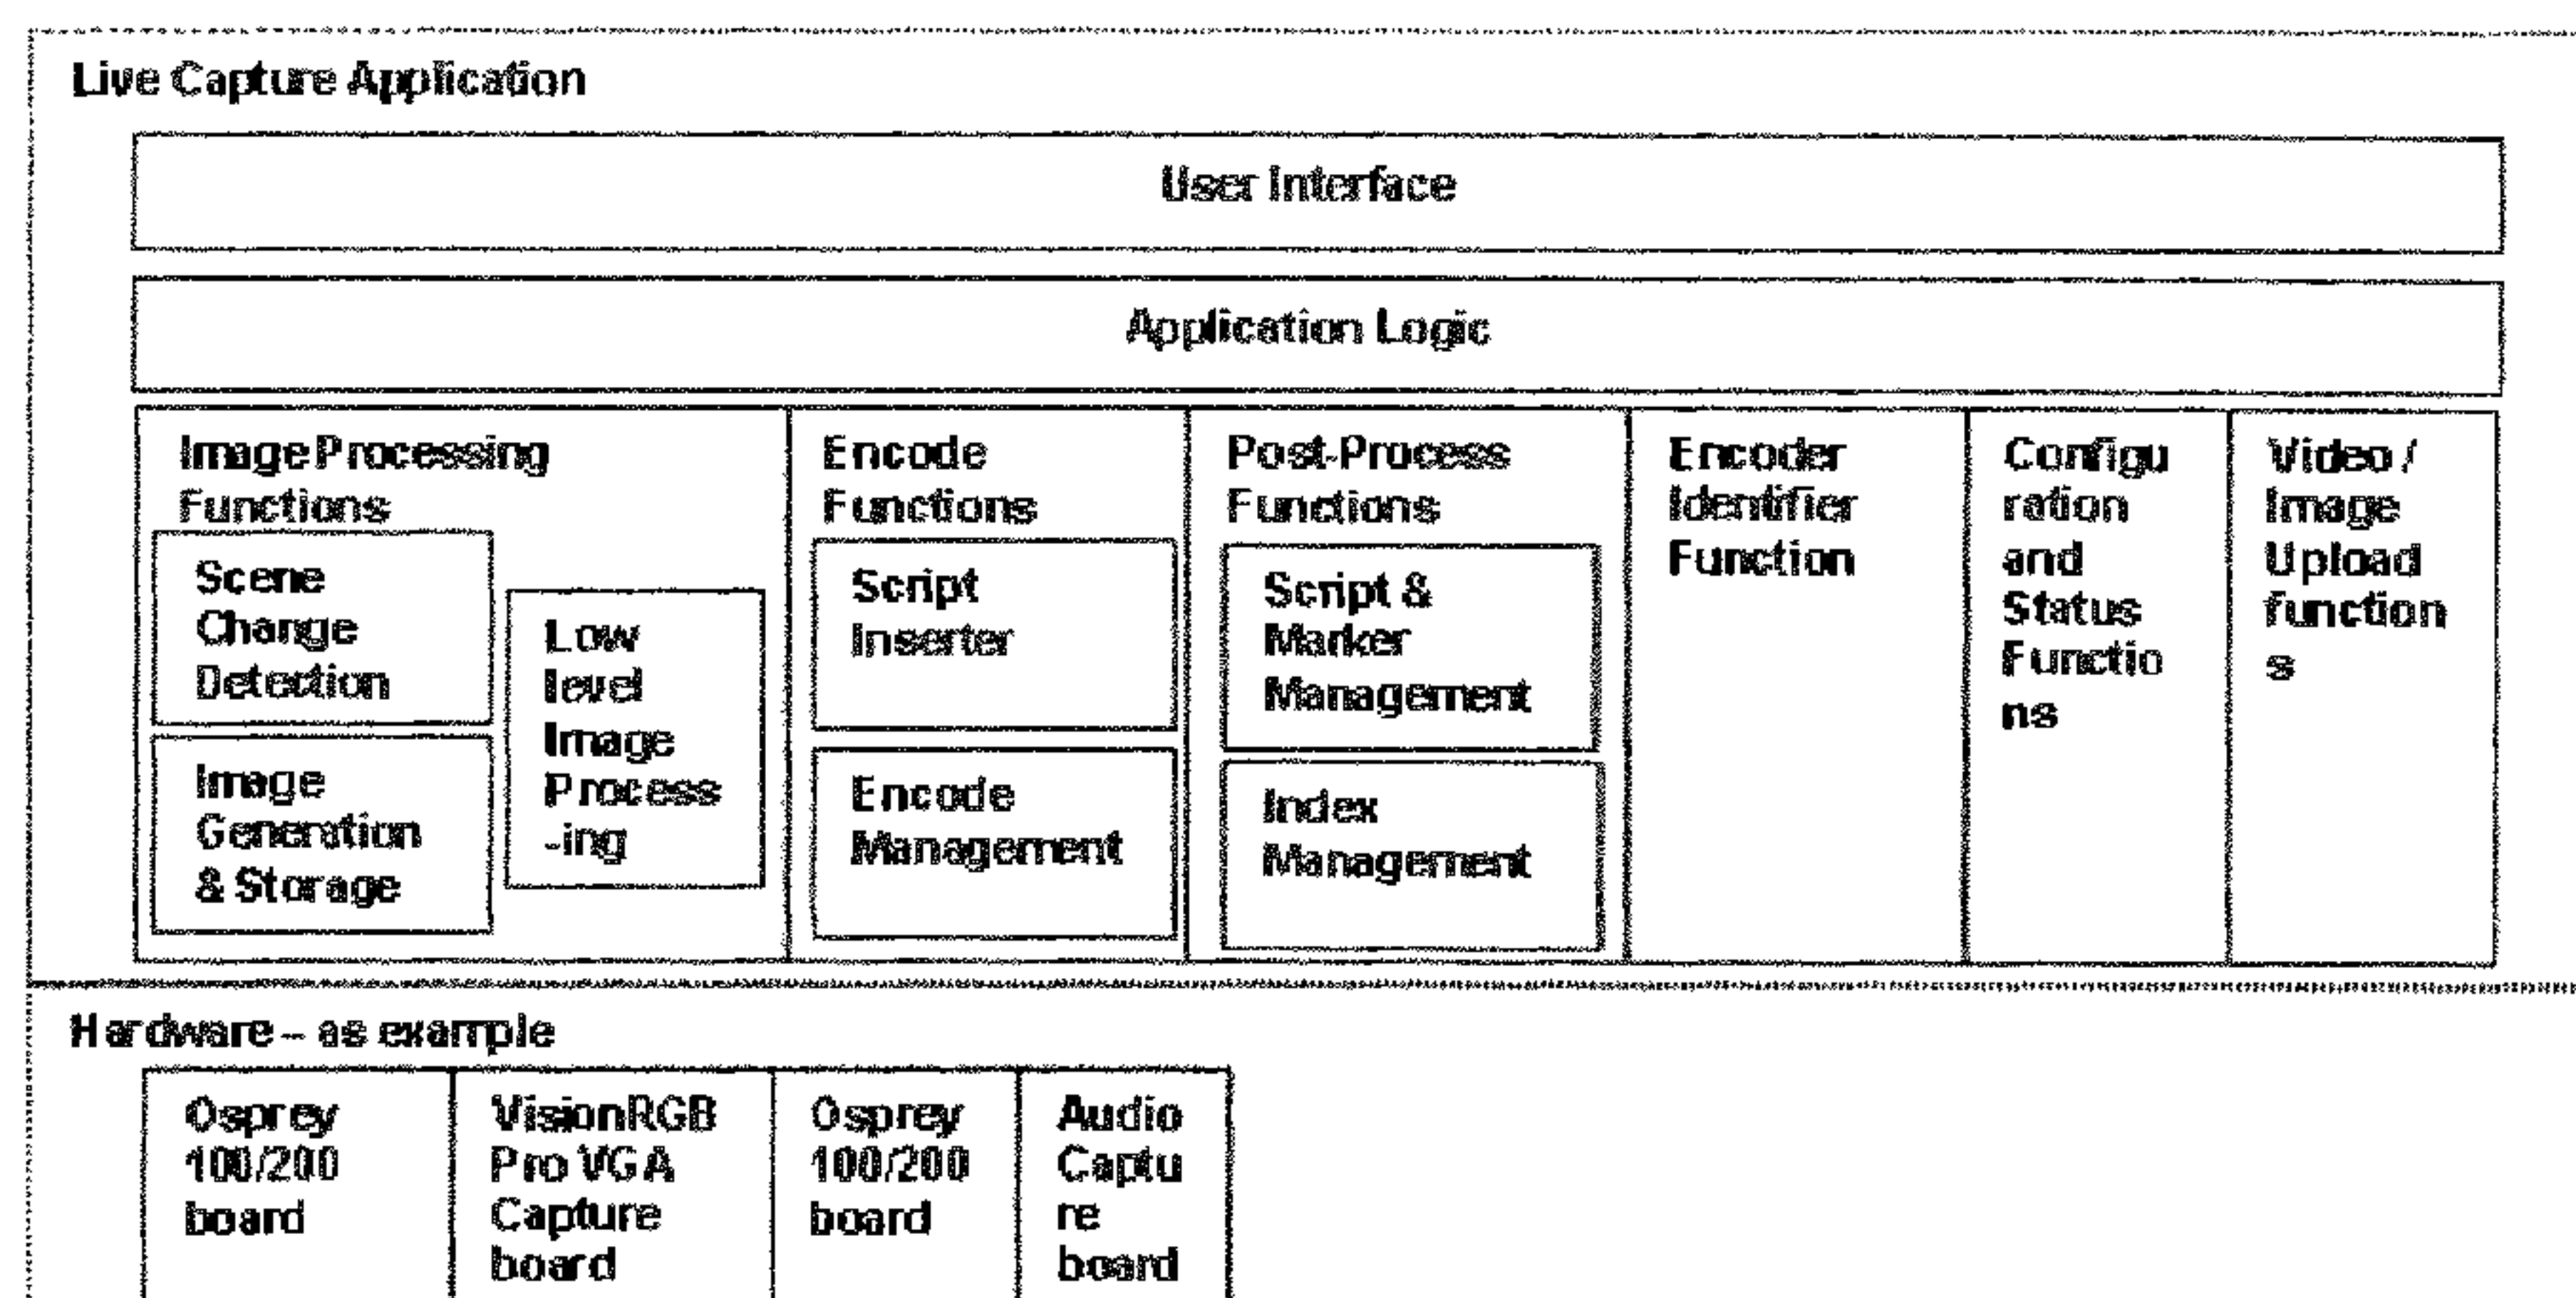 Live Capture Application
User Interface
Application Logic
Image Processing
Functions
Scene
Change
Detection
Image
Generation
& Storage
Low
level
Image
Process
-ing
Encode
Functions
Script
Inserter
Encode
Management
Post-Process
Functions
Script &
Marker
Management
Index
Management
Encoder
Identifier
Function
Configu
ration
and
Status
Functio
ns
Video /
Image
Upload
function
s
Hardware – as example
Osprey
100/200
board
VisionRGB
Pro VGA
Capture
board
Osprey
100/200
board
Audio
Captu
re
board